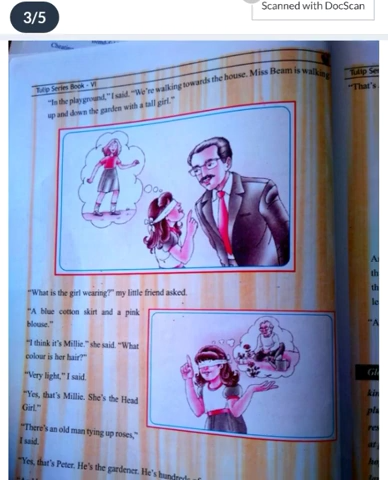 3/5
Scanned with DocScan
Tulip Series Book - VI
"In the playground," I said. "We're walking towards the house. Miss Beam is walking
up and down the garden with a tall girl."
"What is the girl wearing?" my little friend asked.
"A blue cotton skirt and a pink
blouse."
"I think it's Millie." she said. "What
colour is her hair?"
"Very light," I said.
"Yes, that's Millie. She's the Head
Girl."
"There's an old man tying up roses,"
I said.
"Yes, that's Peter. He's the gardener. He's hundreds of
Tulip Se
"That's